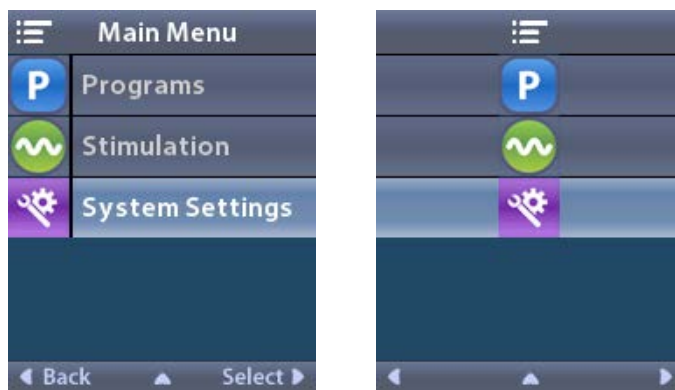 Main Menu
P Programs
Stimulation
System Settings
Back Select
P